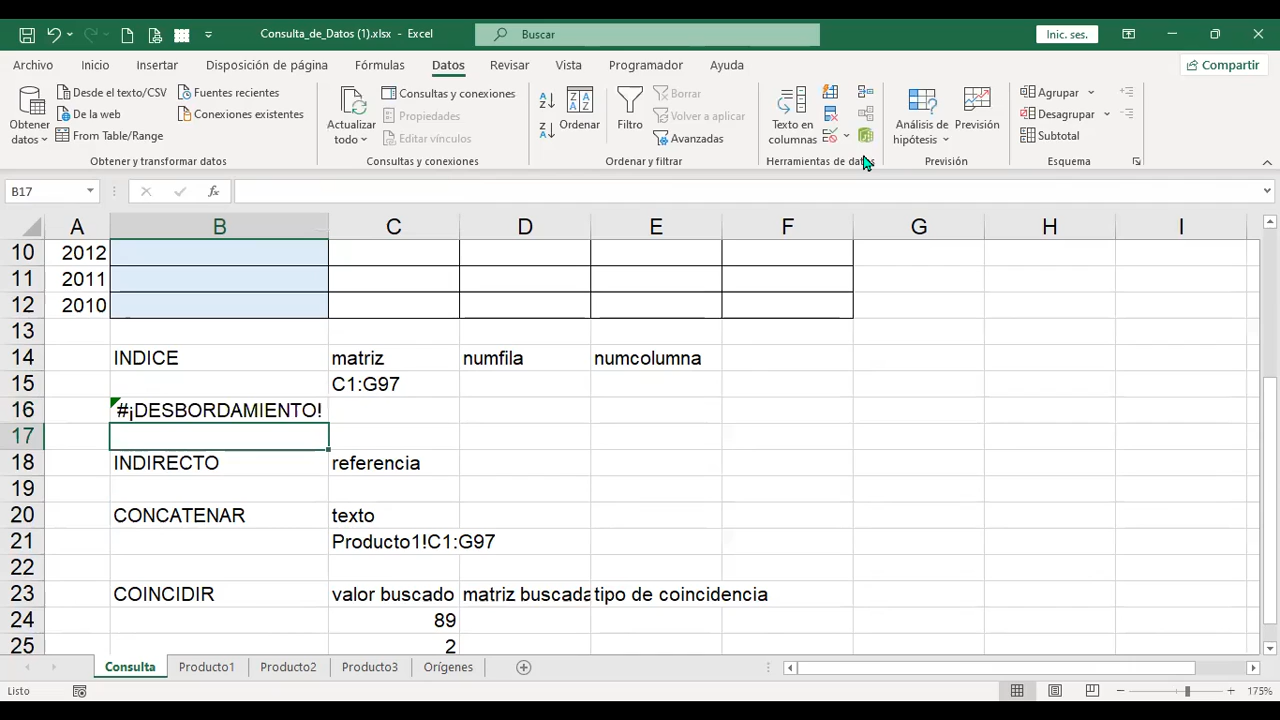 Consulta_de_Datos (1).xlsx - Excel
Buscar
Inic. ses.
Archivo Inicio Insertar Disposición de página Fórmulas Datos Revisar Vista Programador Ayuda
Compartir
Obtener datos
Desde el texto/CSV
De la web
From Table/Range
Fuentes recientes
Conexiones existentes
Obtener y transformar datos
Actualizar todo
Consultas y conexiones
Propiedades
Editar vínculos
Consultas y conexiones
Ordenar
Filtro
Borrar
Volver a aplicar
Avanzadas
Ordenar y filtrar
Texto en columnas
Herramientas de datos
Análisis de hipótesis
Previsión
Previsión
Agrupar
Desagrupar
Subtotal
Esquema
B17
fx
A B C D E F G H I
10 2012
11 2011
12 2010
13
14 INDICE matriz numfila numcolumna
15 C1:G97
16 #¡DESBORDAMIENTO!
17
18 INDIRECTO referencia
19
20 CONCATENAR texto
21 Producto1!C1:G97
22
23 COINCIDIR valor buscado matriz buscada tipo de coincidencia
24 89
25 2
Consulta Producto1 Producto2 Producto3 Orígenes
Listo
175%